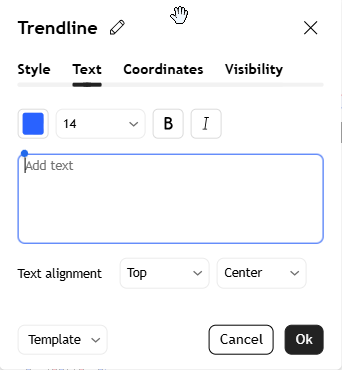 Trendline
Style Text Coordinates Visibility
14 B I
Add text
Text alignment Top Center
Template Cancel Ok